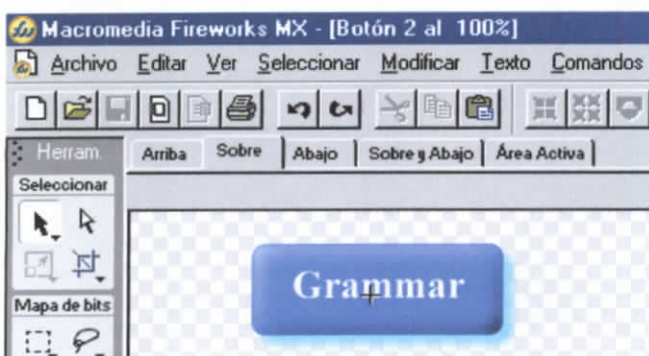 Macromedia Fireworks MX - [Botón 2 al 100%]
Archivo Editar Ver Seleccionar Modificar Texto Comandos
Herram. Arriba Sobre Abajo Sobre y Abajo Área Activa
Seleccionar
Grammar
Mapa de bits